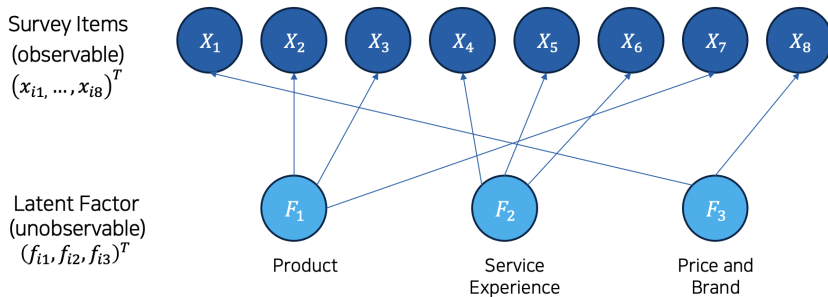 Survey Items
(observable)
(x_{i1,} …, x_{i8})^T
X_1 X_2 X_3 X_4 X_5 X_6 X_7 X_8
Latent Factor
(unobservable)
(f_{i1}, f_{i2}, f_{i3})^T
F_1 F_2 F_3
Product
Service
Experience
Price and
Brand